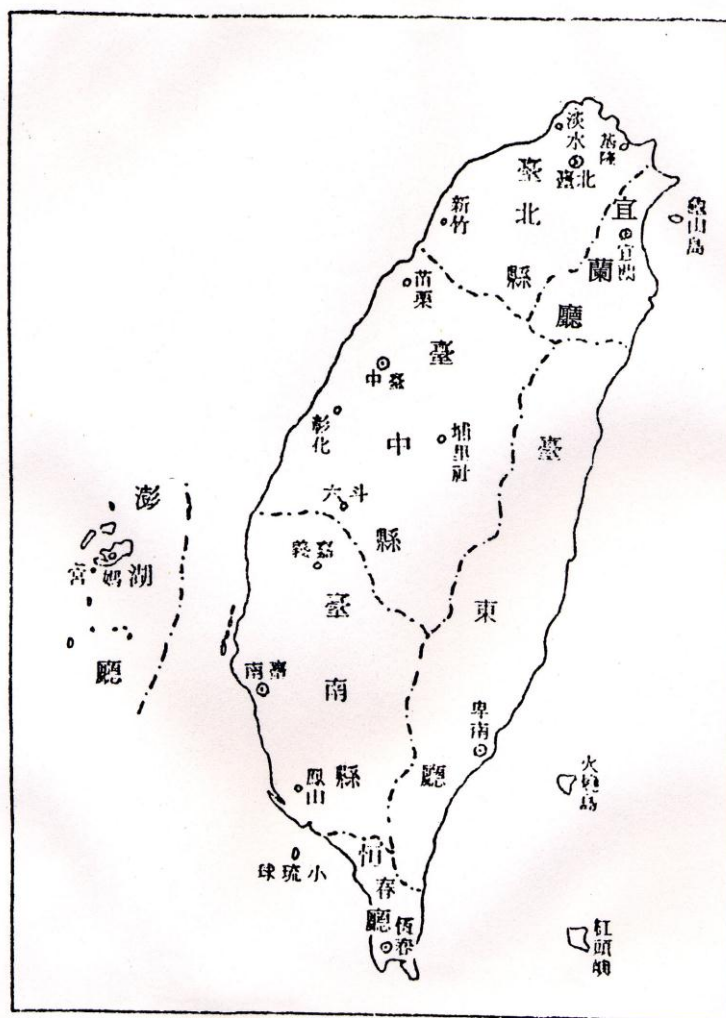 淡水
基隆
臺北
臺北縣
新竹
宜蘭廳
宜蘭
龜山島
苗栗
臺中縣
臺中
彰化
埔里社
斗六
臺東廳
澎湖廳
媽宮
嘉義
臺南縣
臺南
卑南
鳳山
火燒島
恒春廳
小琉球
恆春
紅頭嶼